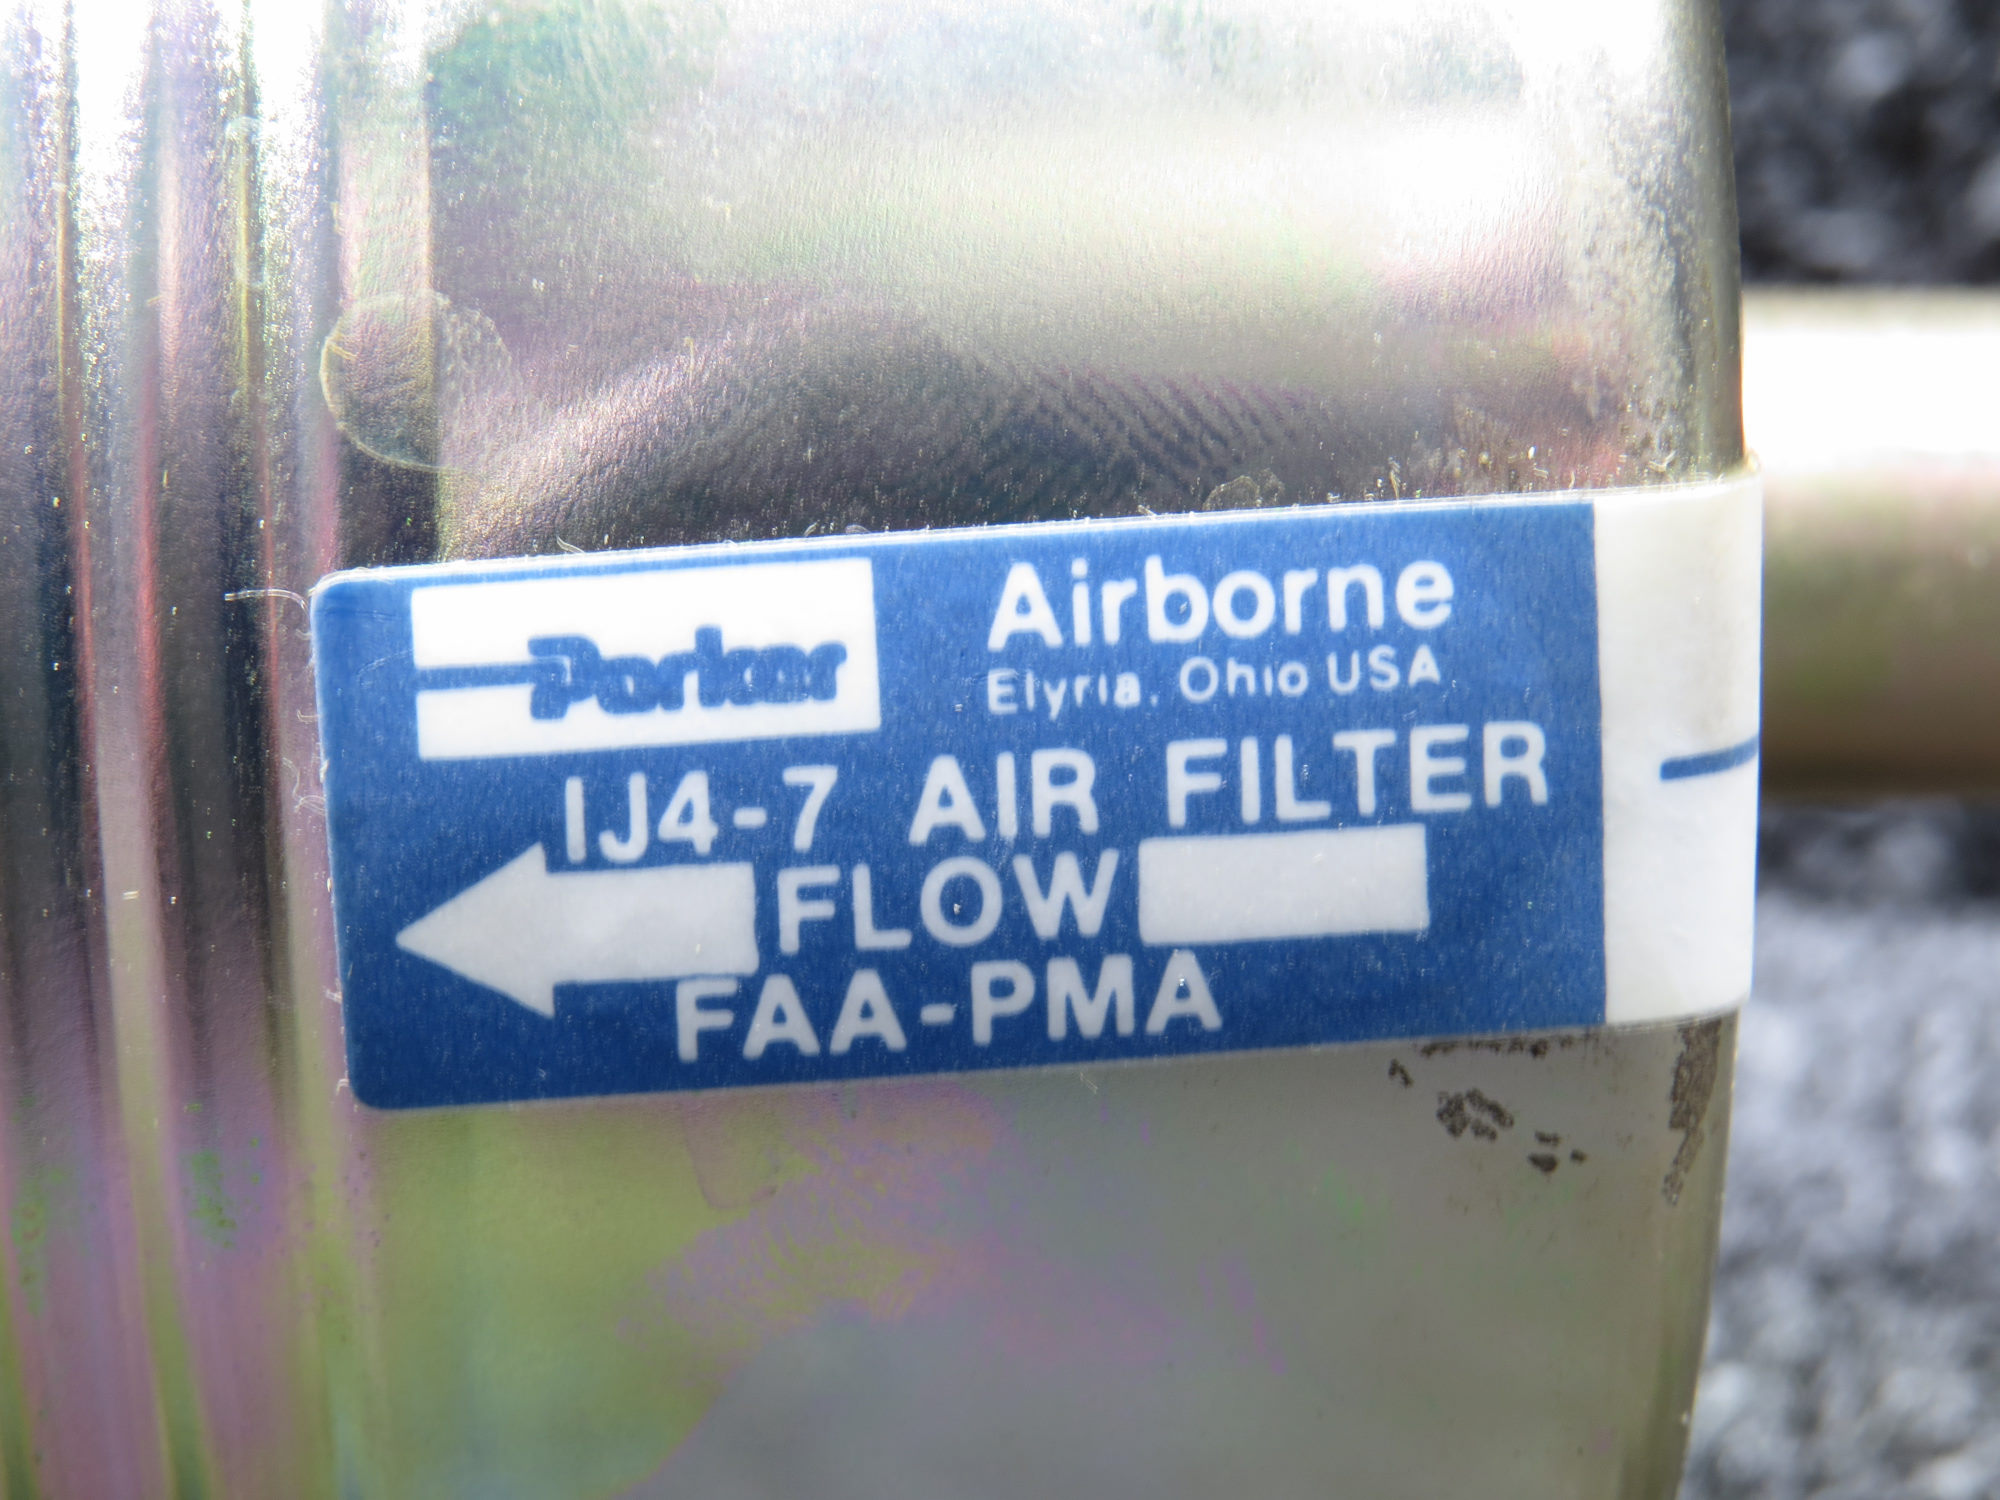 Parker
Airborne
Elyria, Ohio USA
1J4-7 AIR FILTER
FLOW
FAA-PMA